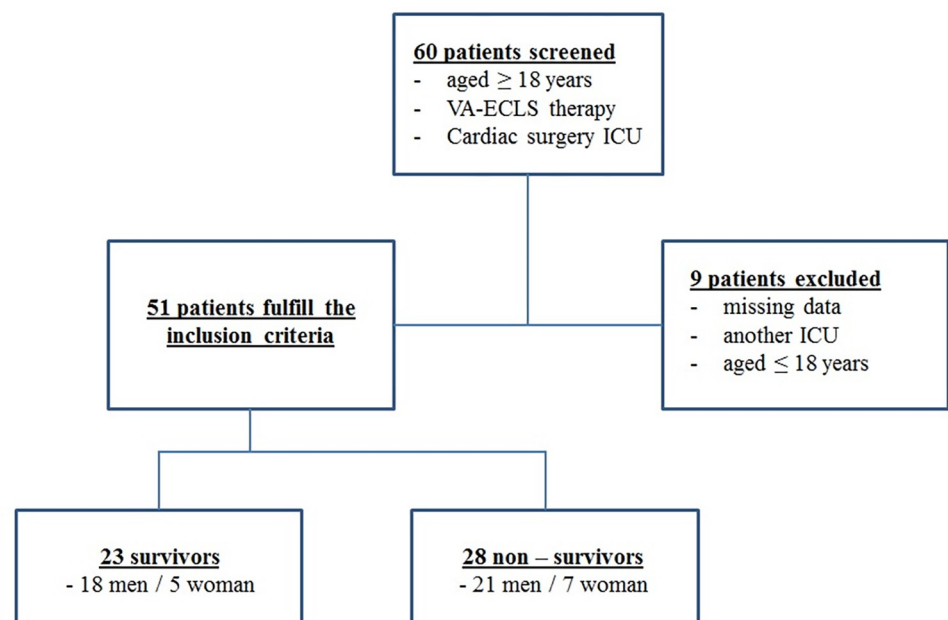 60 patients screened
- aged ≥ 18 years
- VA-ECLS therapy
- Cardiac surgery ICU
51 patients fulfill the
inclusion criteria
9 patients excluded
- missing data
- another ICU
- aged ≤ 18 years
23 survivors
- 18 men / 5 woman
28 non – survivors
- 21 men / 7 woman